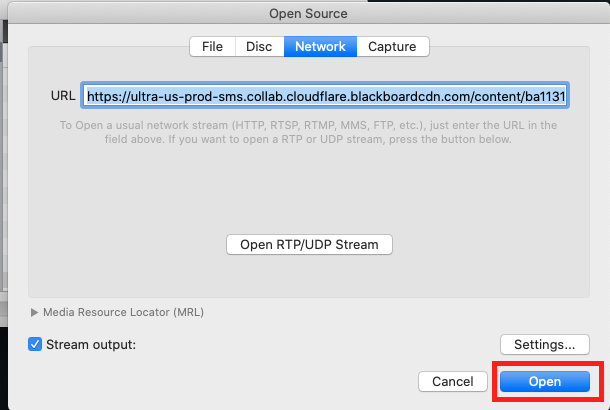 Open Source
File Disc Network Capture
URL https://ultra-us-prod-sms.collab.cloudflare.blackboardcdn.com/content/ba1131
To Open a usual network stream (HTTP, RTSP, RTMP, MMS, FTP, etc.), just enter the URL in the
field above. If you want to open a RTP or UDP stream, press the button below.
Open RTP/UDP Stream
Media Resource Locator (MRL)
Stream output:
Settings...
Cancel Open